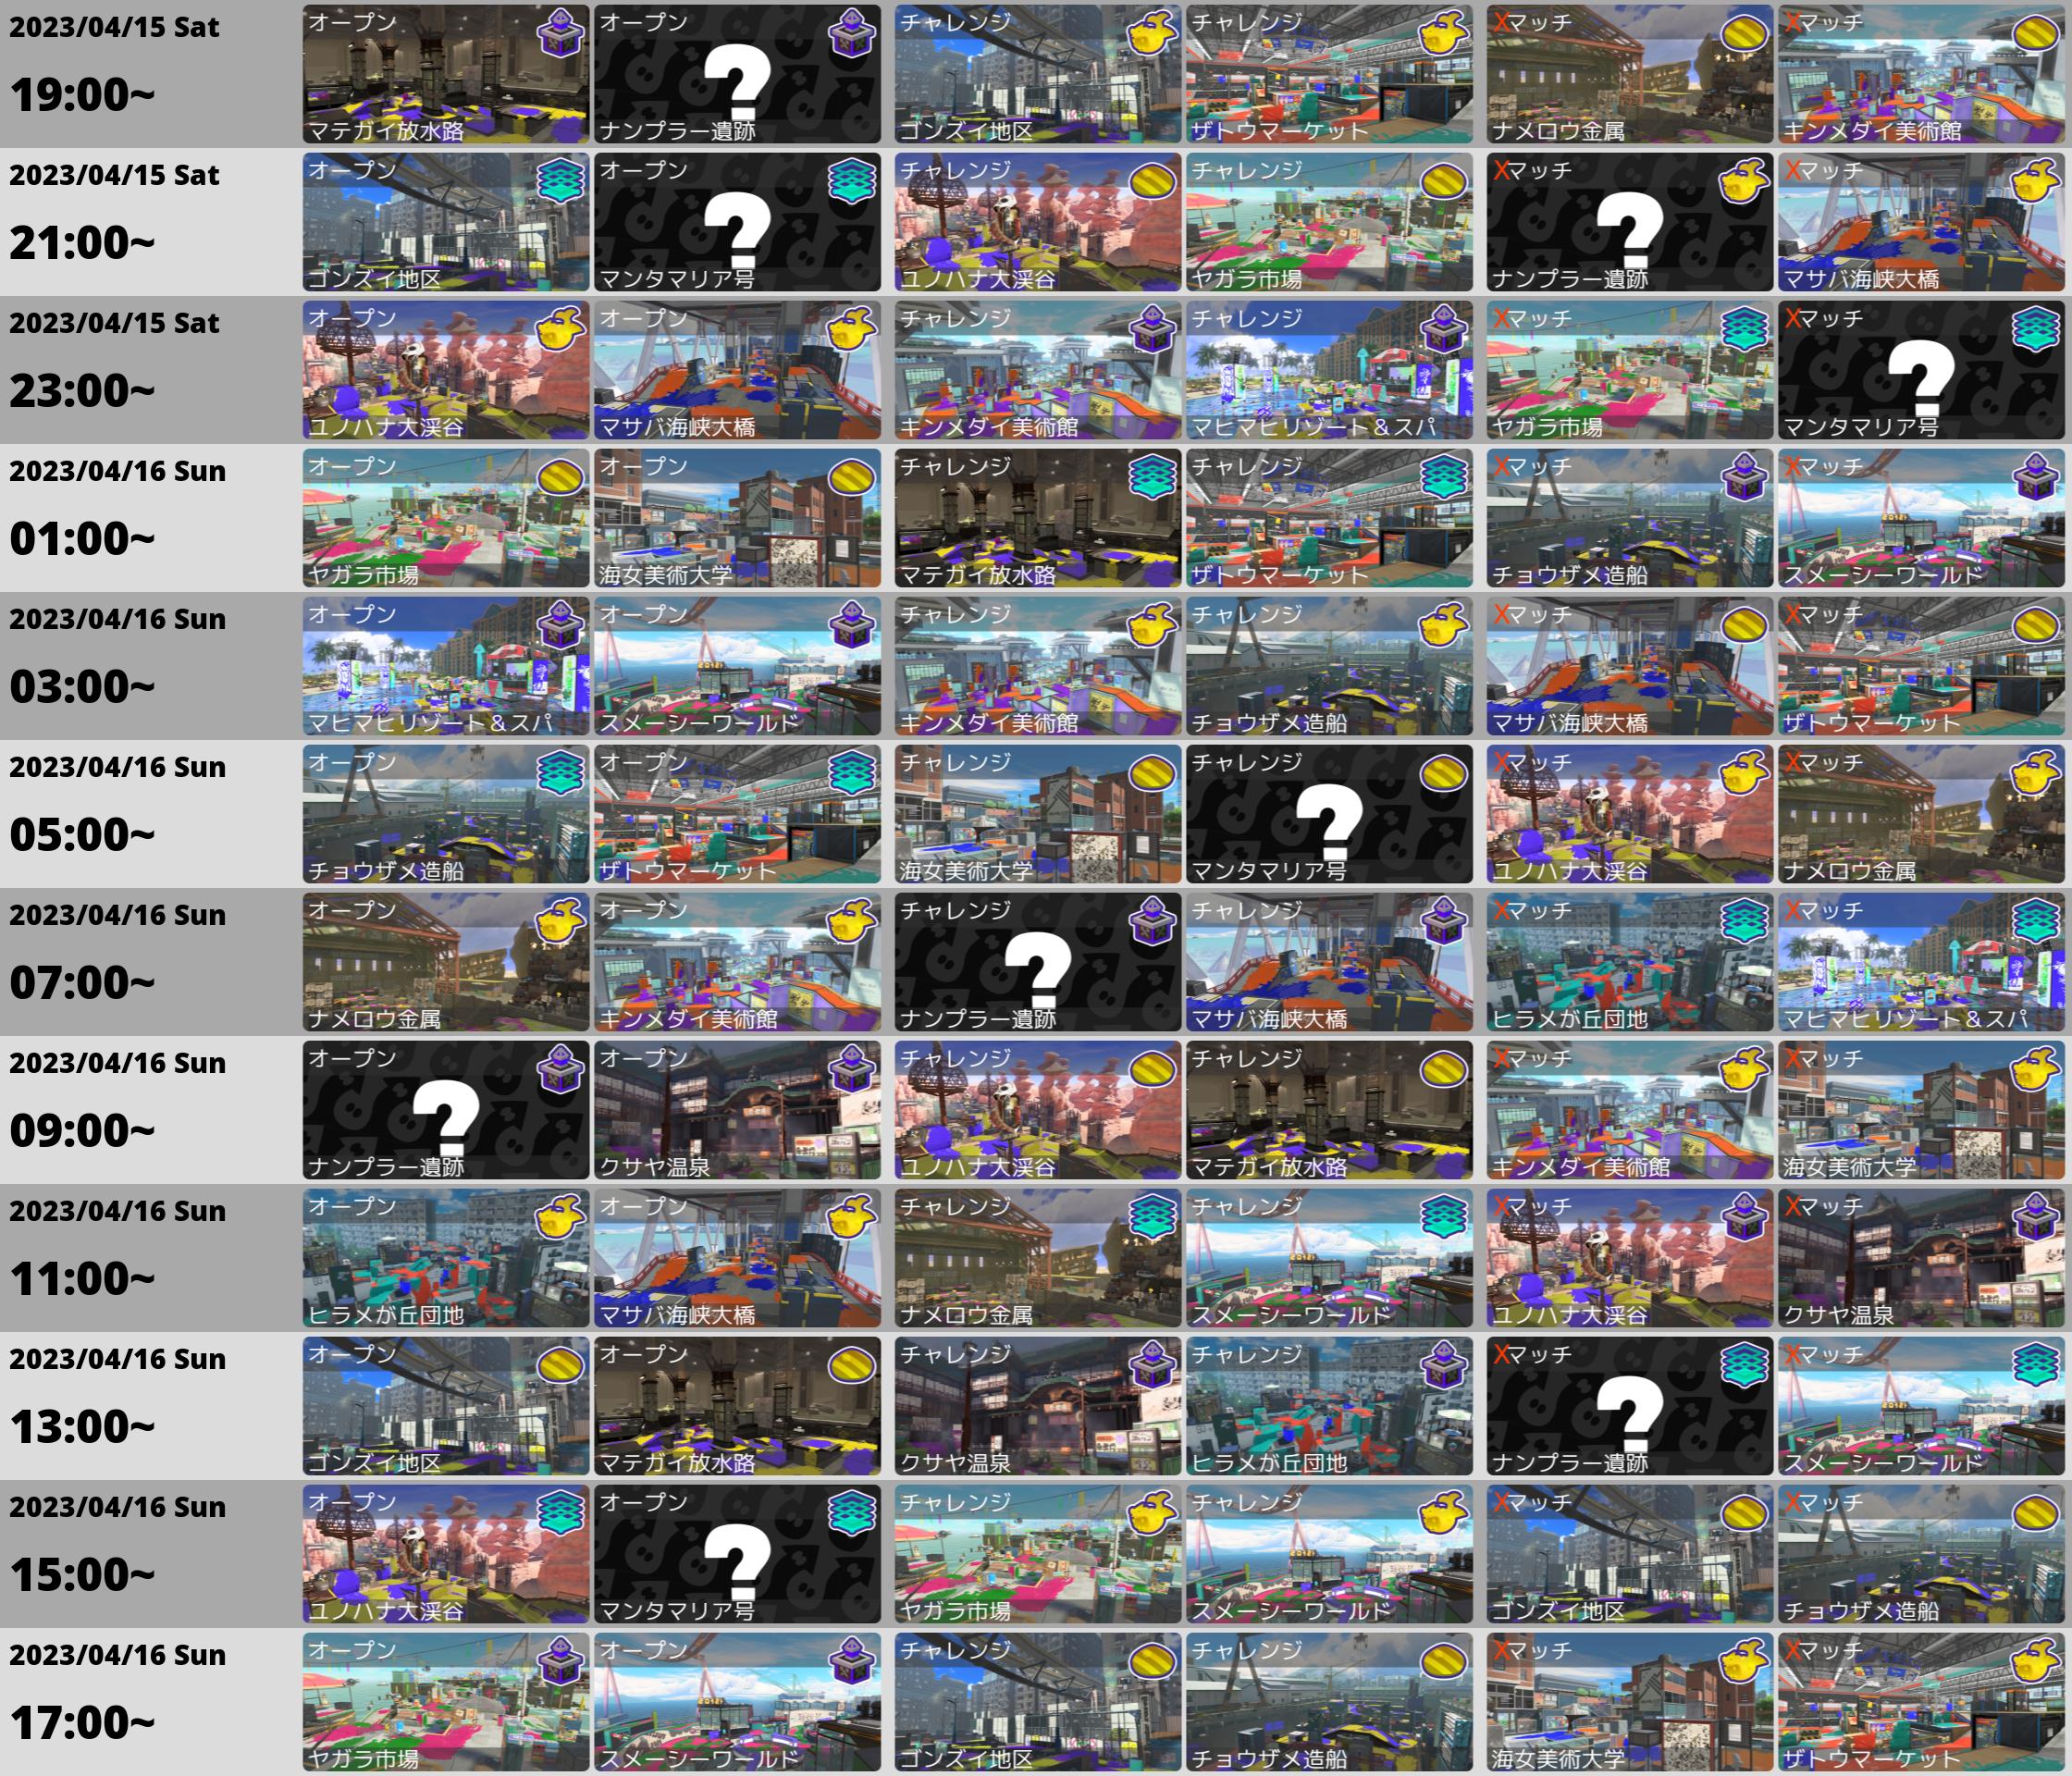 2023/04/15 Sat
19:00~
オープン
マテガイ放水路
オープン
ナンプラー遺跡
チャレンジ
ゴンズイ地区
チャレンジ
ザトウマーケット
Xマッチ
ナメロウ金属
Xマッチ
キンメダイ美術館
2023/04/15 Sat
21:00~
オープン
ゴンズイ地区
オープン
マンタマリア号
チャレンジ
ユノハナ大渓谷
チャレンジ
ヤガラ市場
Xマッチ
ナンプラー遺跡
Xマッチ
マサバ海峡大橋
2023/04/15 Sat
23:00~
オープン
ユノハナ大渓谷
オープン
マサバ海峡大橋
チャレンジ
キンメダイ美術館
チャレンジ
マヒマヒリゾート＆スパ
Xマッチ
ヤガラ市場
Xマッチ
マンタマリア号
2023/04/16 Sun
01:00~
オープン
ヤガラ市場
オープン
海女美術大学
チャレンジ
マテガイ放水路
チャレンジ
ザトウマーケット
Xマッチ
チョウザメ造船
Xマッチ
スメーシーワールド
2023/04/16 Sun
03:00~
オープン
マヒマヒリゾート＆スパ
オープン
スメーシーワールド
チャレンジ
キンメダイ美術館
チャレンジ
チョウザメ造船
Xマッチ
マサバ海峡大橋
Xマッチ
ザトウマーケット
2023/04/16 Sun
05:00~
オープン
チョウザメ造船
オープン
ザトウマーケット
チャレンジ
海女美術大学
チャレンジ
マンタマリア号
Xマッチ
ユノハナ大渓谷
Xマッチ
ナメロウ金属
2023/04/16 Sun
07:00~
オープン
ナメロウ金属
オープン
キンメダイ美術館
チャレンジ
ナンプラー遺跡
チャレンジ
マサバ海峡大橋
Xマッチ
ヒラメが丘団地
Xマッチ
マヒマヒリゾート＆スパ
2023/04/16 Sun
09:00~
オープン
ナンプラー遺跡
オープン
クサヤ温泉
チャレンジ
ユノハナ大渓谷
チャレンジ
マテガイ放水路
Xマッチ
キンメダイ美術館
Xマッチ
海女美術大学
2023/04/16 Sun
11:00~
オープン
ヒラメが丘団地
オープン
マサバ海峡大橋
チャレンジ
ナメロウ金属
チャレンジ
スメーシーワールド
Xマッチ
ユノハナ大渓谷
Xマッチ
クサヤ温泉
2023/04/16 Sun
13:00~
オープン
ゴンズイ地区
オープン
マテガイ放水路
チャレンジ
クサヤ温泉
チャレンジ
ヒラメが丘団地
Xマッチ
ナンプラー遺跡
Xマッチ
スメーシーワールド
2023/04/16 Sun
15:00~
オープン
ユノハナ大渓谷
オープン
マンタマリア号
チャレンジ
ヤガラ市場
チャレンジ
スメーシーワールド
Xマッチ
ゴンズイ地区
Xマッチ
チョウザメ造船
2023/04/16 Sun
17:00~
オープン
ヤガラ市場
オープン
スメーシーワールド
チャレンジ
ゴンズイ地区
チャレンジ
チョウザメ造船
Xマッチ
海女美術大学
Xマッチ
ザトウマーケット